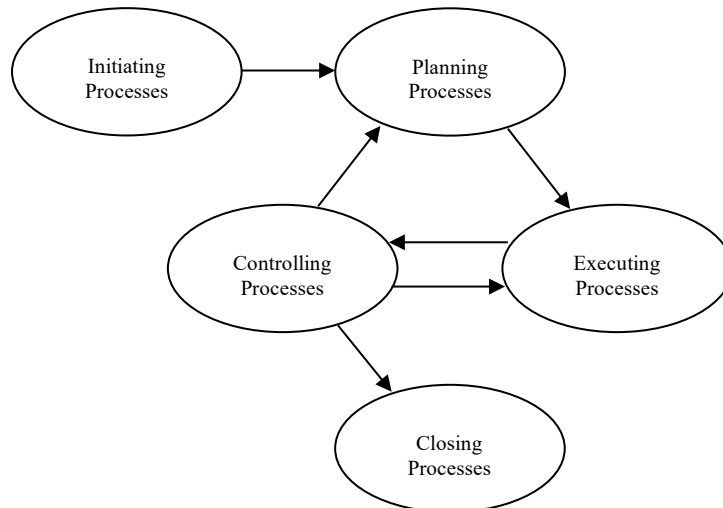 Initiating
Processes
Planning
Processes
Controlling
Processes
Executing
Processes
Closing
Processes